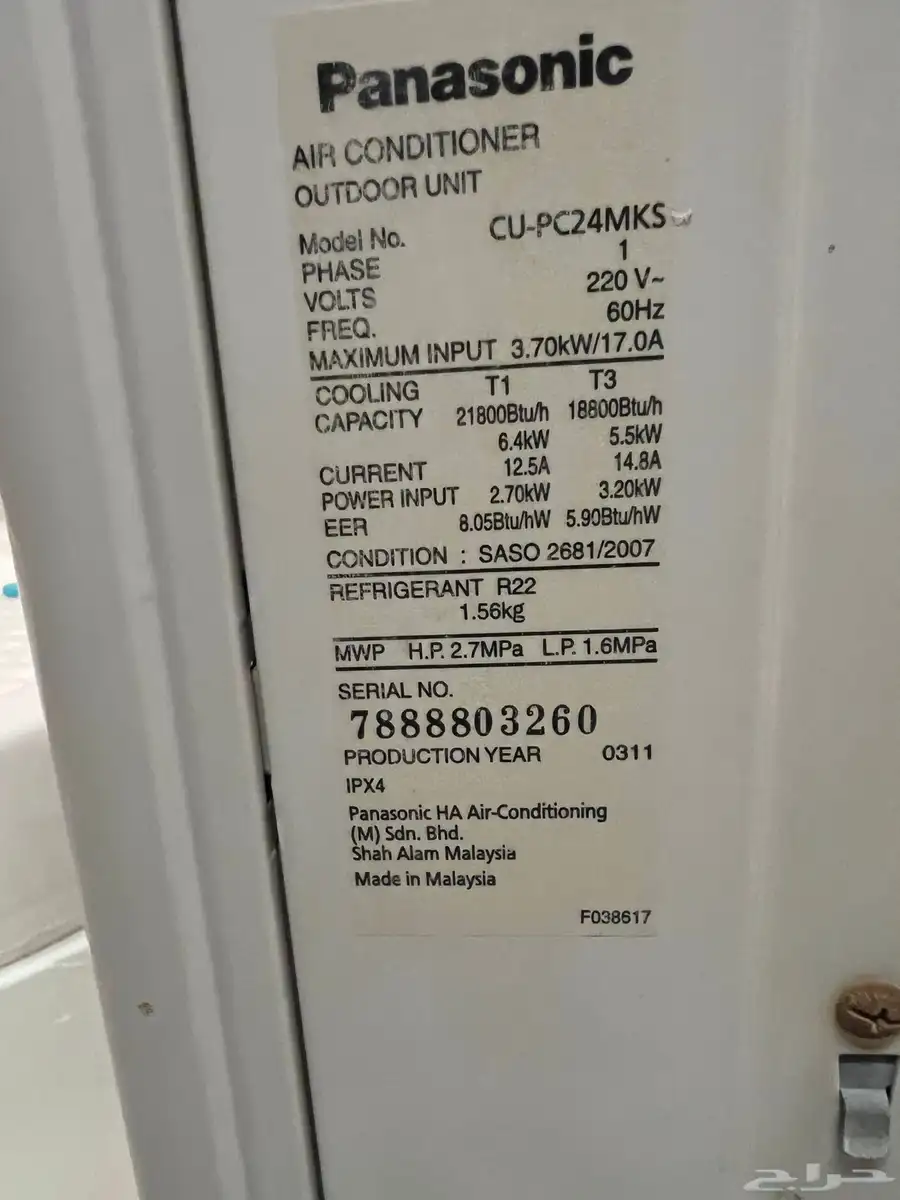 Panasonic
AIR CONDITIONER
OUTDOOR UNIT
Model No. CU-PC24MKS
PHASE 1
VOLTS 220 V~
FREQ. 60Hz
MAXIMUM INPUT 3.70kW/17.0A
COOLING T1 T3
CAPACITY 21800Btu/h 18800Btu/h
6.4kW 5.5kW
CURRENT 12.5A 14.8A
POWER INPUT 2.70kW 3.20kW
EER 8.05Btu/hW 5.90Btu/hW
CONDITION : SASO 2681/2007
REFRIGERANT R22
1.56kg
MWP H.P. 2.7MPa L.P. 1.6MPa
SERIAL NO.
7888803260
PRODUCTION YEAR 0311
IPX4
Panasonic HA Air-Conditioning
(M) Sdn. Bhd.
Shah Alam Malaysia
Made in Malaysia
F038617
حراج